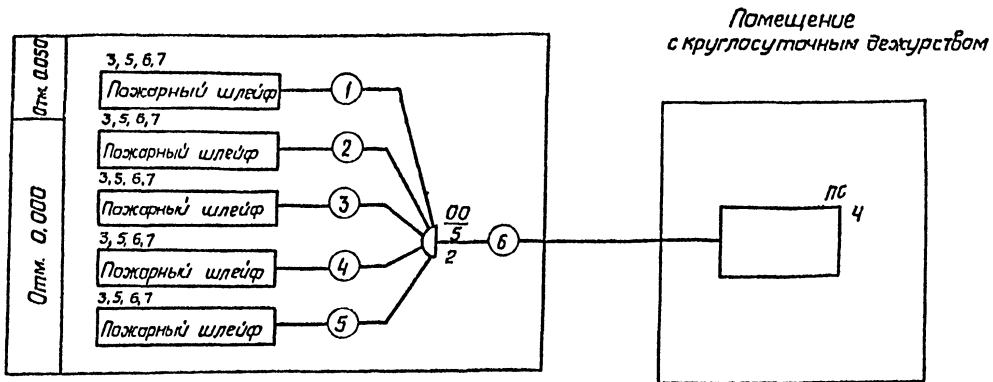 Помещение
с круглосуточным дежурством
Отм. 0.050
3, 5, 6, 7
Пожарный шлейф
1
3, 5, 6, 7
Пожарный шлейф
2
Отм. 0,000
3, 5, 6, 7
Пожарный шлейф
3
3, 5, 6, 7
Пожарный шлейф
4
3, 5, 6, 7
Пожарный шлейф
5
00
5
2
6
ПС
4